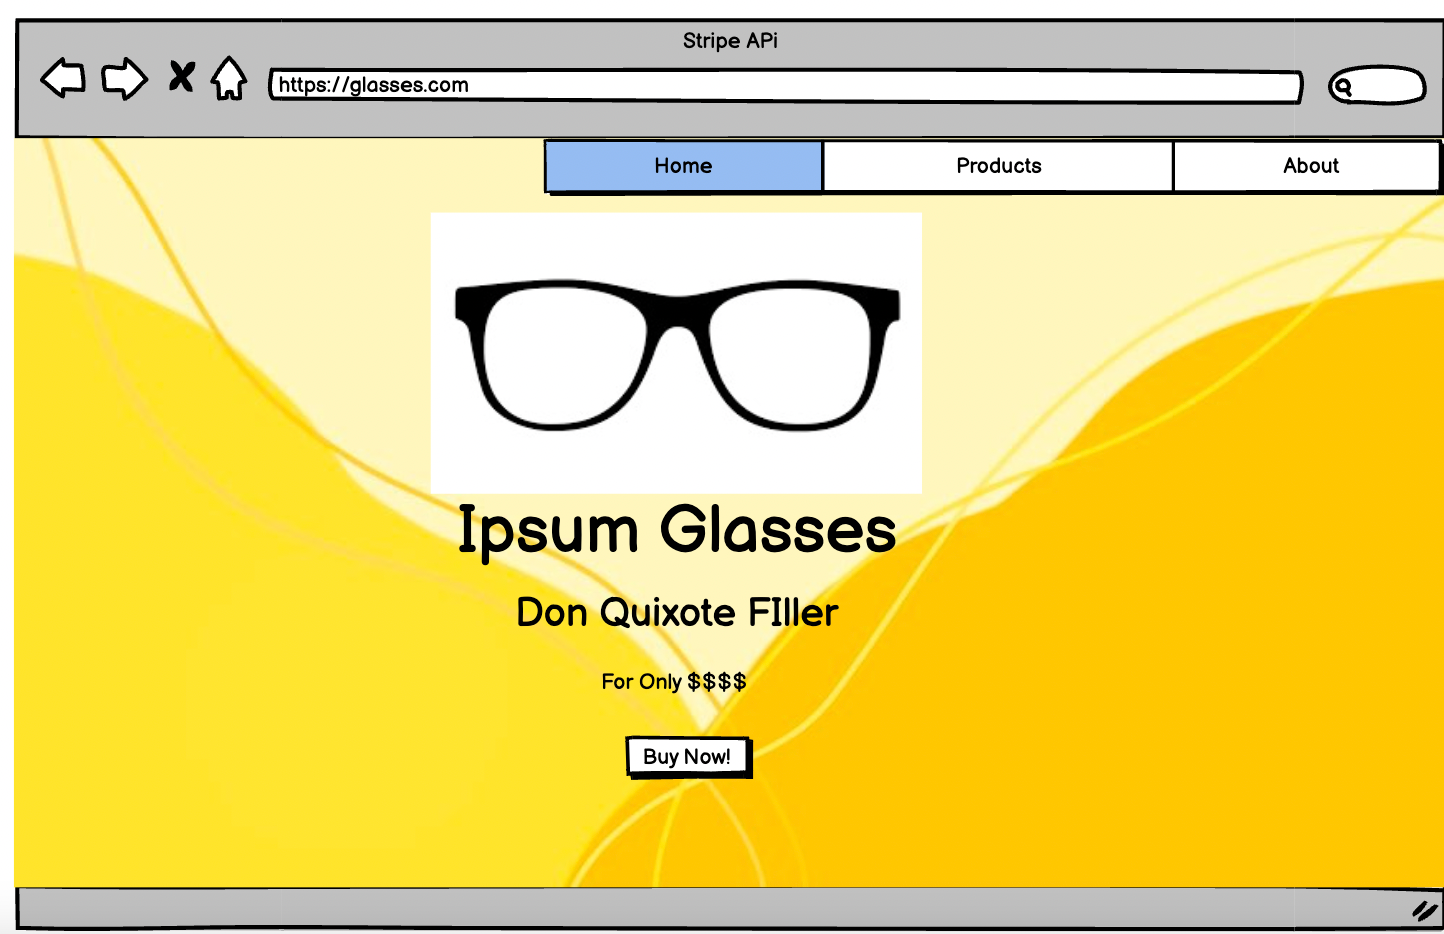 Stripe APi
https://glasses.com
Home Products About
Ipsum Glasses
Don Quixote FIller
For Only $$$$
Buy Now!